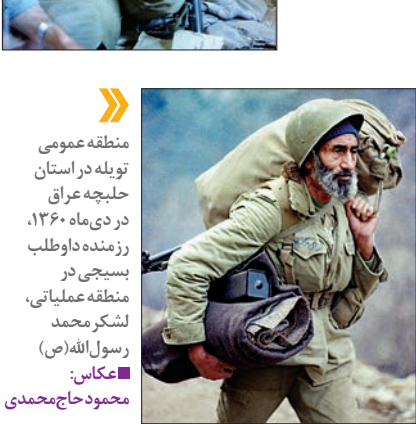 منطقه عمومی
تویله در استان
حلبچه عراق
در دی‌ماه ۱۳۶۰،
رزمنده داوطلب
بسیجی در
منطقه عملیاتی،
لشکر محمد
رسول‌الله(ص)
■عکاس:
محمود حاج‌محمدی